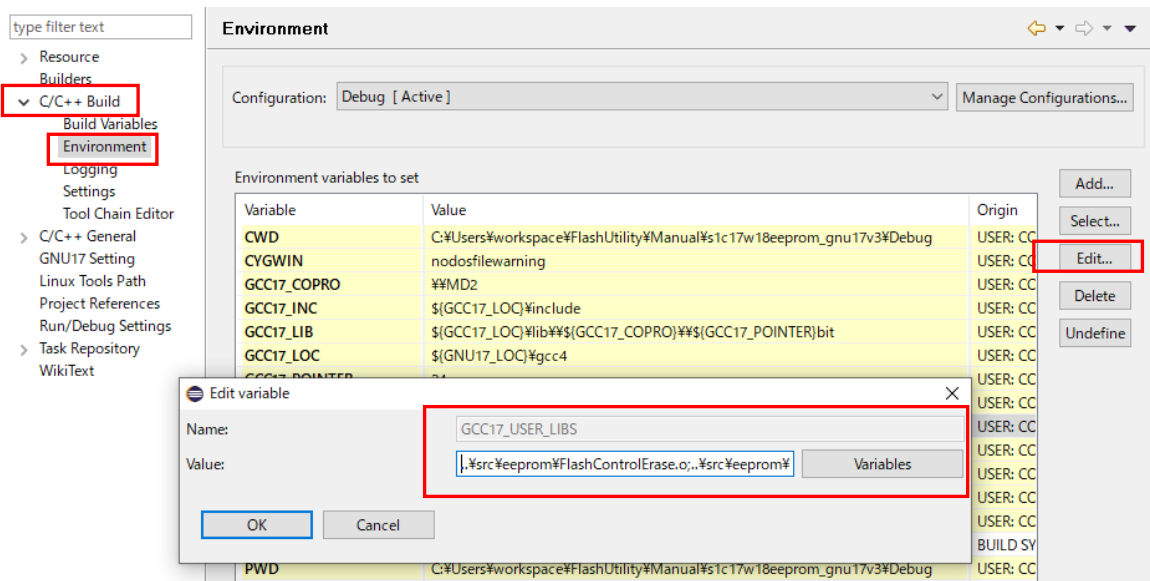 type filter text
Resource
Builders
C/C++ Build
Build Variables
Environment
Logging
Settings
Tool Chain Editor
C/C++ General
GNU17 Setting
Linux Tools Path
Project References
Run/Debug Settings
Task Repository
WikiText
Environment
Configuration: Debug [ Active ] Manage Configurations...
Environment variables to set
Variable Value Origin
CWD C:¥Users¥workspace¥FlashUtility¥Manual¥s1c17w18eeprom_gnu17v3¥Debug USER: CC
CYGWIN nodosfilewarning USER: CC
GCC17_COPRO ¥¥MD2 USER: CC
GCC17_INC ${GCC17_LOC}¥include USER: CC
GCC17_LIB ${GCC17_LOC}¥lib¥¥${GCC17_COPRO}¥¥${GCC17_POINTER}bit USER: CC
GCC17_LOC ${GNU17_LOC}¥gcc4 USER: CC
GCC17_POINTER 24 USER: CC
USER: CC
USER: CC
USER: CC
USER: CC
USER: CC
USER: CC
BUILD SY
PWD C:¥Users¥workspace¥FlashUtility¥Manual¥s1c17w18eeprom_gnu17v3¥Debug USER: CC
Add...
Select...
Edit...
Delete
Undefine
Edit variable
Name: GCC17_USER_LIBS
Value: ..¥src¥eeprom¥FlashControlErase.o;..¥src¥eeprom¥ Variables
OK Cancel